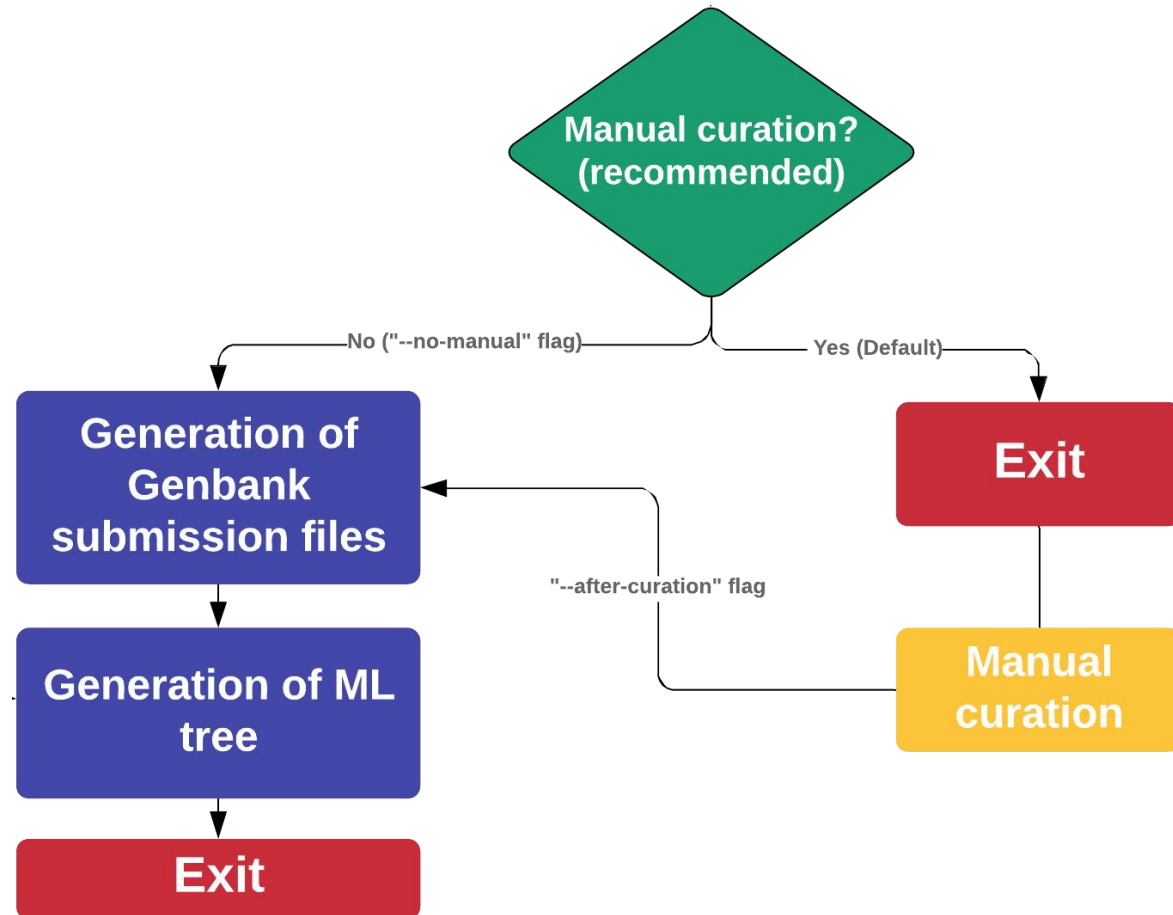 Manual curation?
(recommended)
No ("--no-manual" flag)
Yes (Default)
Generation of
Genbank
submission files
Exit
"--after-curation" flag
Generation of ML
tree
Manual
curation
Exit